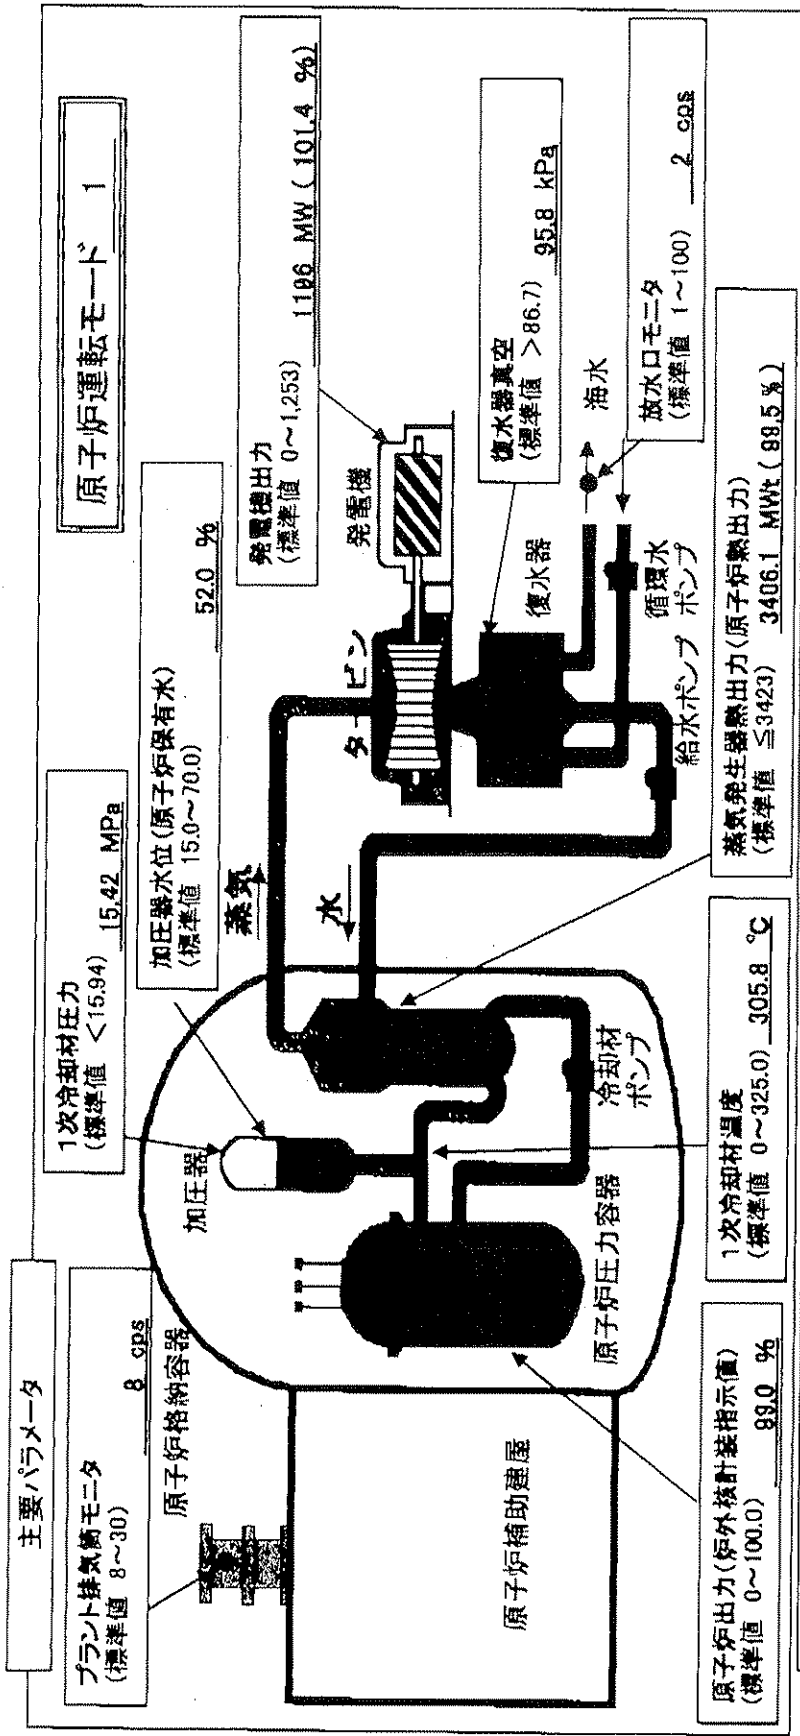 主要パラメータ
原子炉運転モード 1
プラント排気筒モニタ
(標準値 8～30) 8 cps
1次冷却材圧力
(標準値 <15.94) 15.42 MPa
加圧器水位(原子炉保有水)
(標準値 15.0～70.0) 52.0 %
発電機出力
(標準値 0～1,253) 1196 MW (101.4 %)
原子炉格納容器
加圧器
蒸気
水
タービン
発電機
復水器真空
(標準値 >86.7) 95.8 kPa
復水器
海水
放水口モニタ
(標準値 1～100) 2 cps
循環水
ポンプ
給水ポンプ
冷却材
ポンプ
原子炉圧力容器
原子炉補助建屋
原子炉出力(炉外核計装指示値)
(標準値 0～100.0) 99.0 %
1次冷却材温度
(標準値 0～325.0) 305.8 °C
蒸気発生器熱出力(原子炉熱出力)
(標準値 ≦3423) 3406.1 MWt (99.5 %)